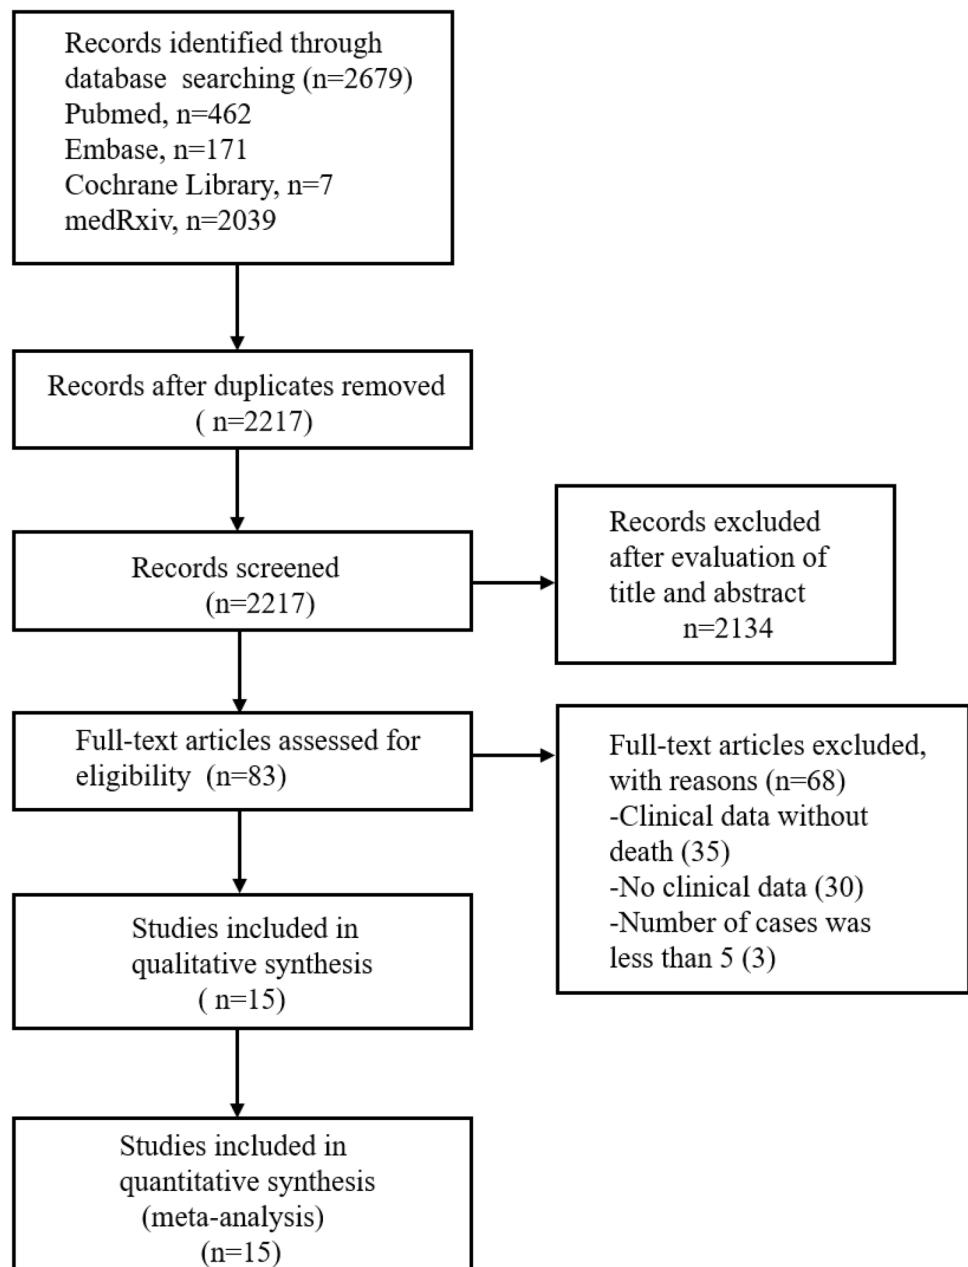 Records identified through
database searching (n=2679)
Pubmed, n=462
Embase, n=171
Cochrane Library, n=7
medRxiv, n=2039
Records after duplicates removed
( n=2217)
Records screened
(n=2217)
Records excluded
after evaluation of
title and abstract
n=2134
Full-text articles assessed for
eligibility (n=83)
Full-text articles excluded,
with reasons (n=68)
-Clinical data without
death (35)
-No clinical data (30)
-Number of cases was
less than 5 (3)
Studies included in
qualitative synthesis
( n=15)
Studies included in
quantitative synthesis
(meta-analysis)
(n=15)